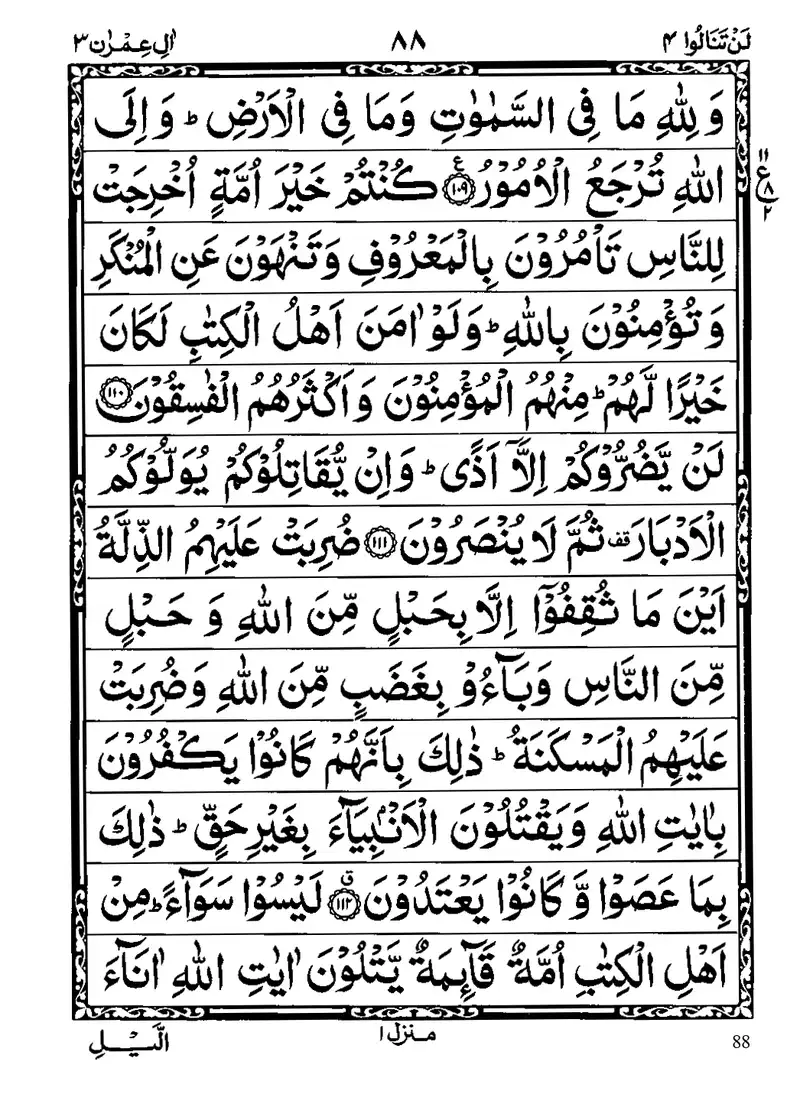 لَنْ تَنَالُوا ۴ ٨٨ اٰلِ عِمْرٰن ۳
وَ لِلّٰهِ مَا فِی السَّمٰوٰتِ وَمَا فِی الْاَرْضِ ؕ وَ اِلَی
اللّٰهِ تُرْجَعُ الْاُمُوْرُ ﴿۱۰۹﴾ ع كُنْتُمْ خَیْرَ اُمَّةٍ اُخْرِجَتْ
۱۱ ع ۸ ۲
لِلنَّاسِ تَاْمُرُوْنَ بِالْمَعْرُوْفِ وَتَنْهَوْنَ عَنِ الْمُنْكَرِ
وَ تُؤْمِنُوْنَ بِاللّٰهِ ؕ وَلَوْ اٰمَنَ اَهْلُ الْكِتٰبِ لَكَانَ
خَیْرًا لَّهُمْ ؕ مِنْهُمُ الْمُؤْمِنُوْنَ وَ اَكْثَرُهُمُ الْفٰسِقُوْنَ ﴿۱۱۰﴾
لَنْ یَّضُرُّوْكُمْ اِلَّاۤ اَذًی ؕ وَ اِنْ یُّقَاتِلُوْكُمْ یُوَلُّوْكُمُ
الْاَدْبَارَ قف ثُمَّ لَا یُنْصَرُوْنَ ﴿۱۱۱﴾ ضُرِبَتْ عَلَیْهِمُ الذِّلَّةُ
اَیْنَ مَا ثُقِفُوْۤا اِلَّا بِحَبْلٍ مِّنَ اللّٰهِ وَ حَبْلٍ
مِّنَ النَّاسِ وَبَآءُوْ بِغَضَبٍ مِّنَ اللّٰهِ وَضُرِبَتْ
عَلَیْهِمُ الْمَسْكَنَةُ ؕ ذٰلِكَ بِاَنَّهُمْ كَانُوْا یَكْفُرُوْنَ
بِاٰیٰتِ اللّٰهِ وَیَقْتُلُوْنَ الْاَنْۢبِیَآءَ بِغَیْرِ حَقٍّ ؕ ذٰلِكَ
بِمَا عَصَوْا وَّ كَانُوْا یَعْتَدُوْنَ ﴿۱۱۲﴾ ق لَیْسُوْا سَوَآءً ؕ مِنْ
اَهْلِ الْكِتٰبِ اُمَّةٌ قَآئِمَةٌ یَّتْلُوْنَ اٰیٰتِ اللّٰهِ اٰنَآءَ
الَّیْلِ
منزل ۱
88